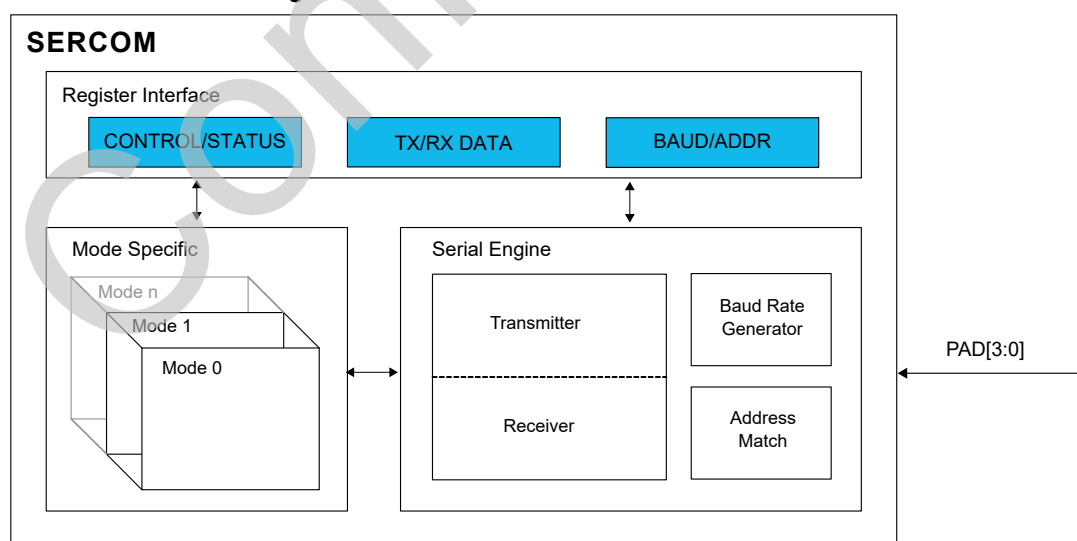 SERCOM
Register Interface
CONTROL/STATUS
TX/RX DATA
BAUD/ADDR
Mode Specific
Mode n
Mode 1
Mode 0
Serial Engine
Transmitter
Receiver
Baud Rate
Generator
Address
Match
PAD[3:0]